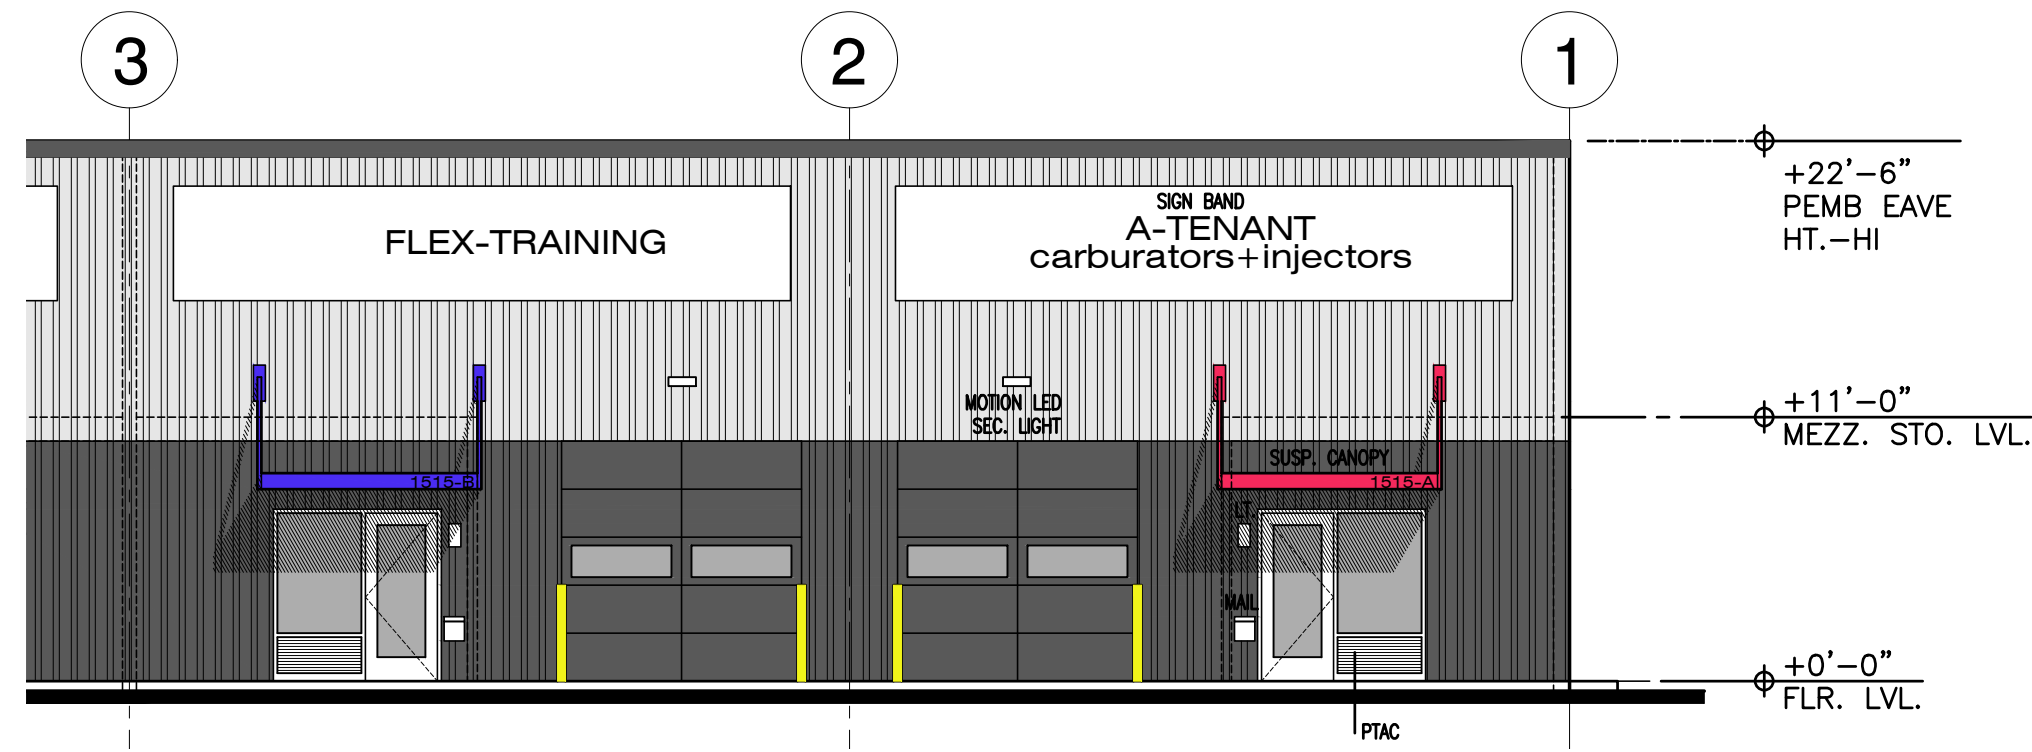 3
2
1
+22'-6"
PEMB EAVE
HT.-HI
SIGN BAND
FLEX-TRAINING
A-TENANT
carburators+injectors
MOTION LED
SEC. LIGHT
+11'-0"
MEZZ. STO. LVL.
SUSP. CANOPY
1515-B
1515-A
LT.
MAIL
+0'-0"
FLR. LVL.
PTAC